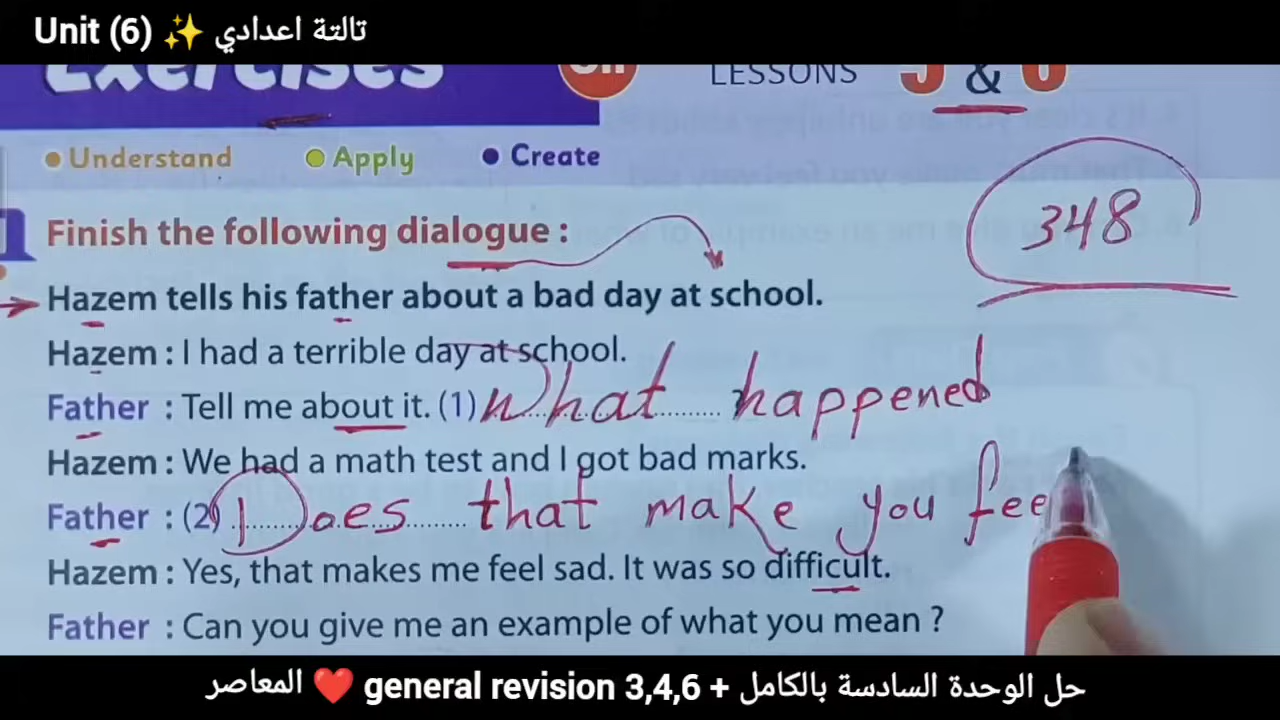 Unit (6) ✨ تالتة اعدادي
Exercises On LESSONS 5 & 6
Understand Apply Create
1 Finish the following dialogue :
348
Hazem tells his father about a bad day at school.
Hazem : I had a terrible day at school.
Father : Tell me about it. (1) What happened
Hazem : We had a math test and I got bad marks.
Father : (2) Does that make you fee
Hazem : Yes, that makes me feel sad. It was so difficult.
Father : Can you give me an example of what you mean ?
حل الوحدة السادسة بالكامل + general revision 3,4,6 ❤️ المعاصر